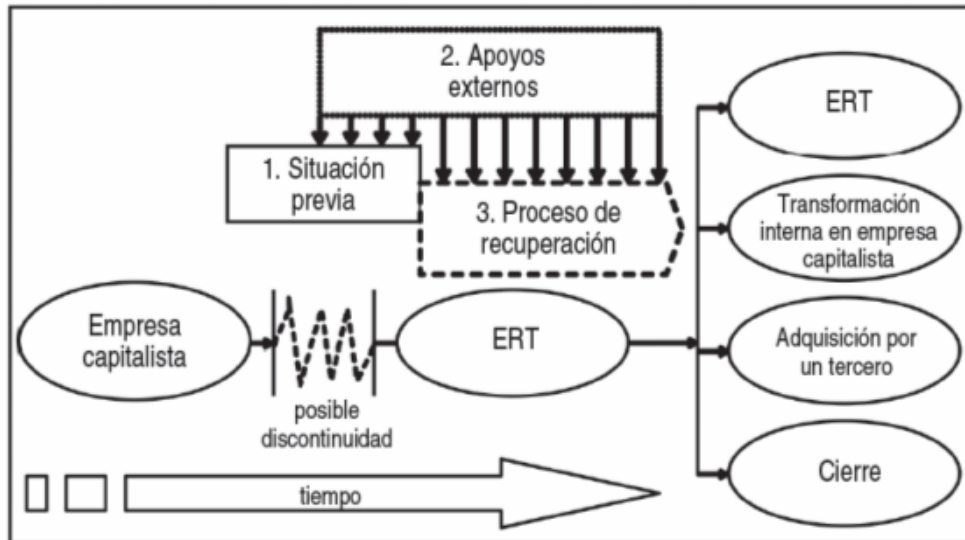 2. Apoyos
externos
1. Situación
previa
3. Proceso de
recuperación
Empresa
capitalista
posible
discontinuidad
ERT
ERT
Transformación
interna en empresa
capitalista
Adquisición por
un tercero
Cierre
tiempo